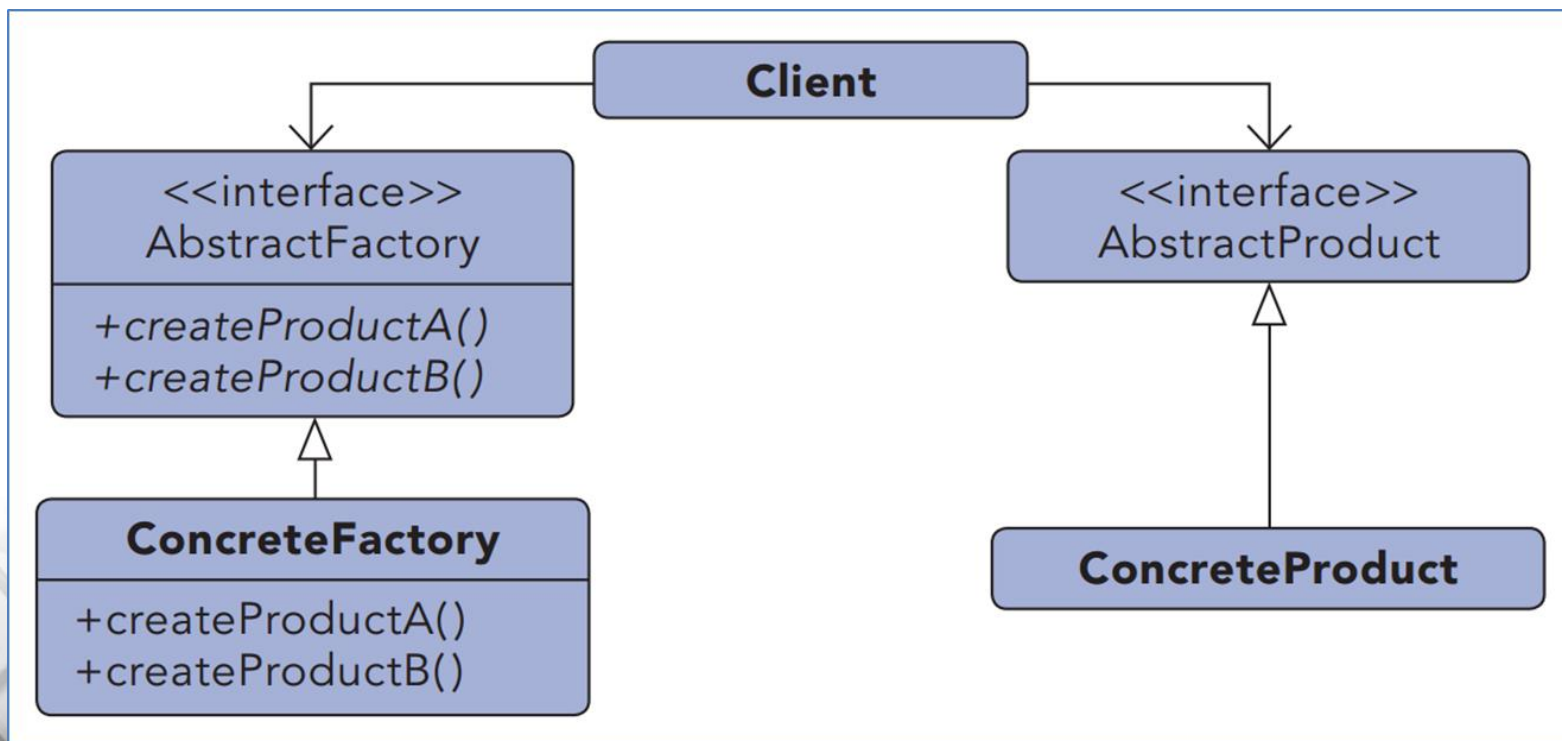 Client
<<interface>>
AbstractFactory
+createProductA()
+createProductB()
<<interface>>
AbstractProduct
ConcreteFactory
+createProductA()
+createProductB()
ConcreteProduct